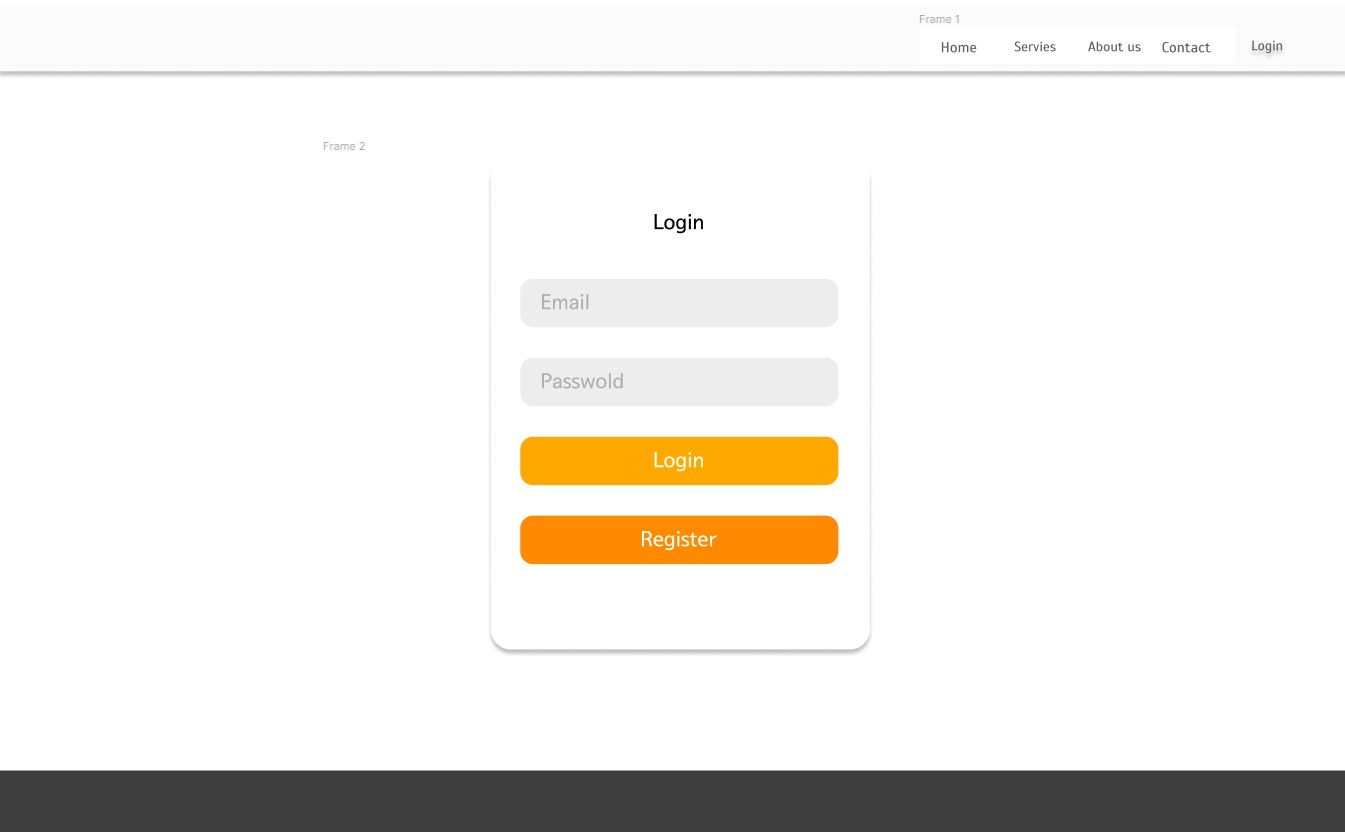 Frame 1
Home Servies About us Contact Login
Frame 2
Login
Email
Passwold
Login
Register